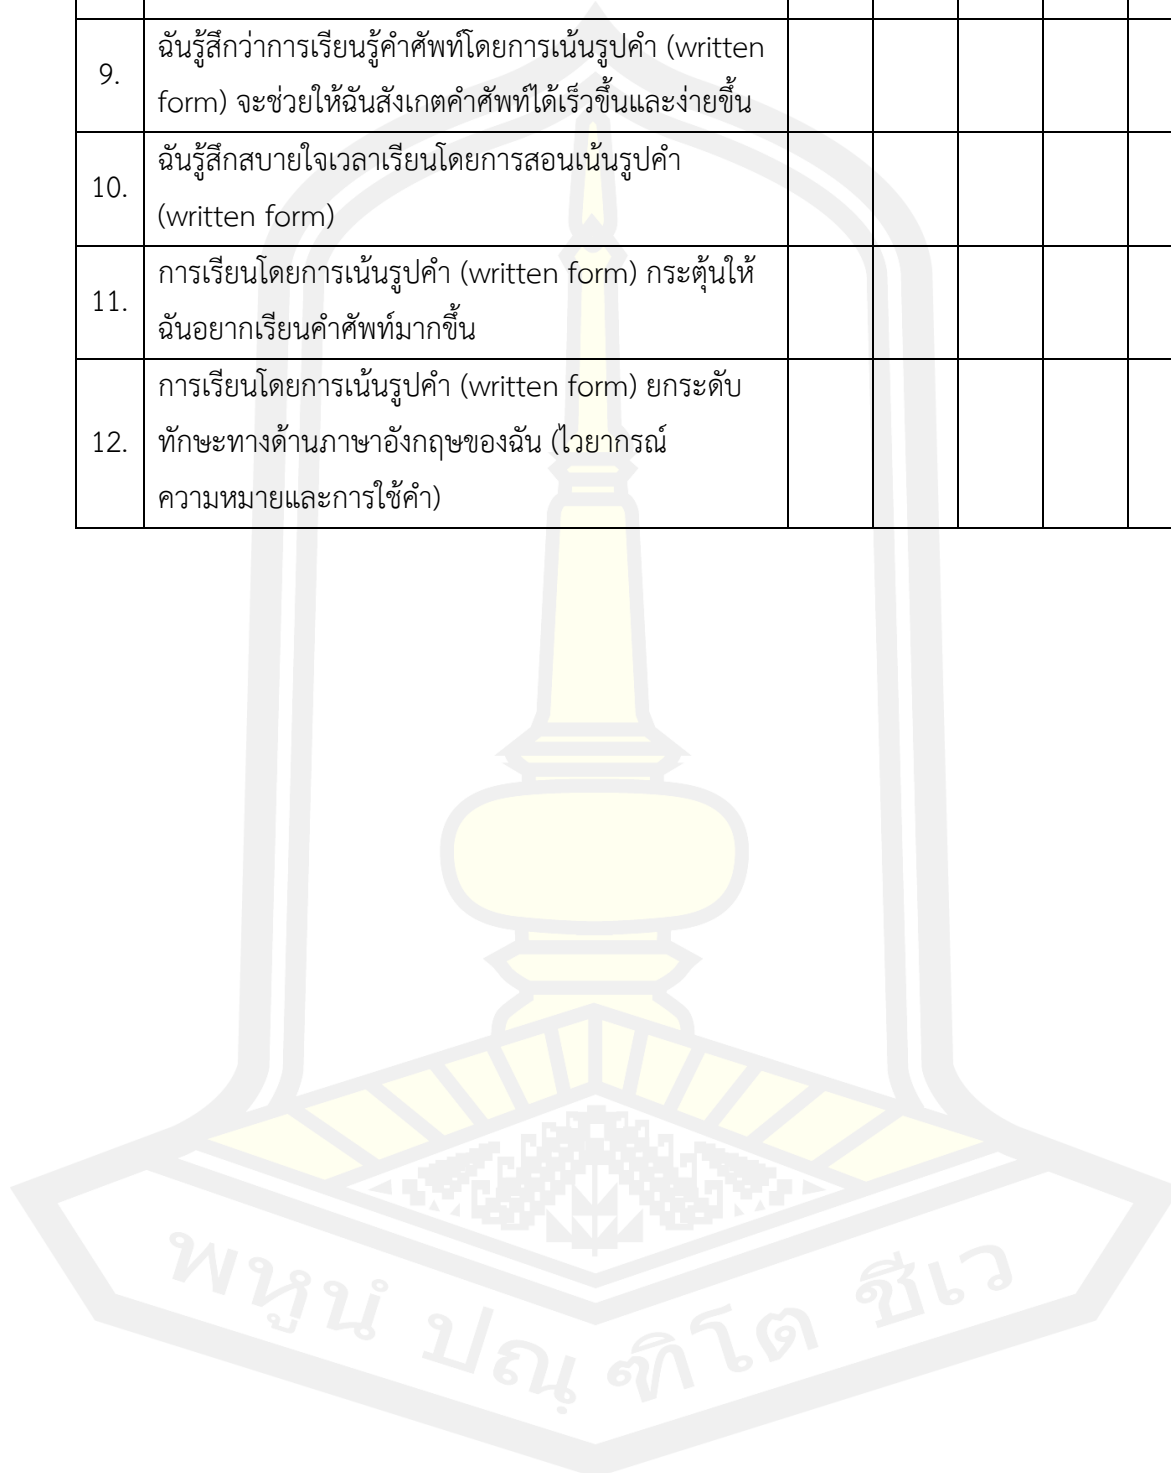 9.
ฉันรู้สึกว่าการเรียนรู้คำศัพท์โดยการเน้นรูปคำ (written
form) จะช่วยให้ฉันสังเกตคำศัพท์ได้เร็วขึ้นและง่ายขึ้น
10.
ฉันรู้สึกสบายใจเวลาเรียนโดยการสอนเน้นรูปคำ
(written form)
11.
การเรียนโดยการเน้นรูปคำ (written form) กระตุ้นให้
ฉันอยากเรียนคำศัพท์มากขึ้น
12.
การเรียนโดยการเน้นรูปคำ (written form) ยกระดับ
ทักษะทางด้านภาษาอังกฤษของฉัน (ไวยากรณ์
ความหมายและการใช้คำ)
พหูนํ ปณฺฑิโต ชีเว